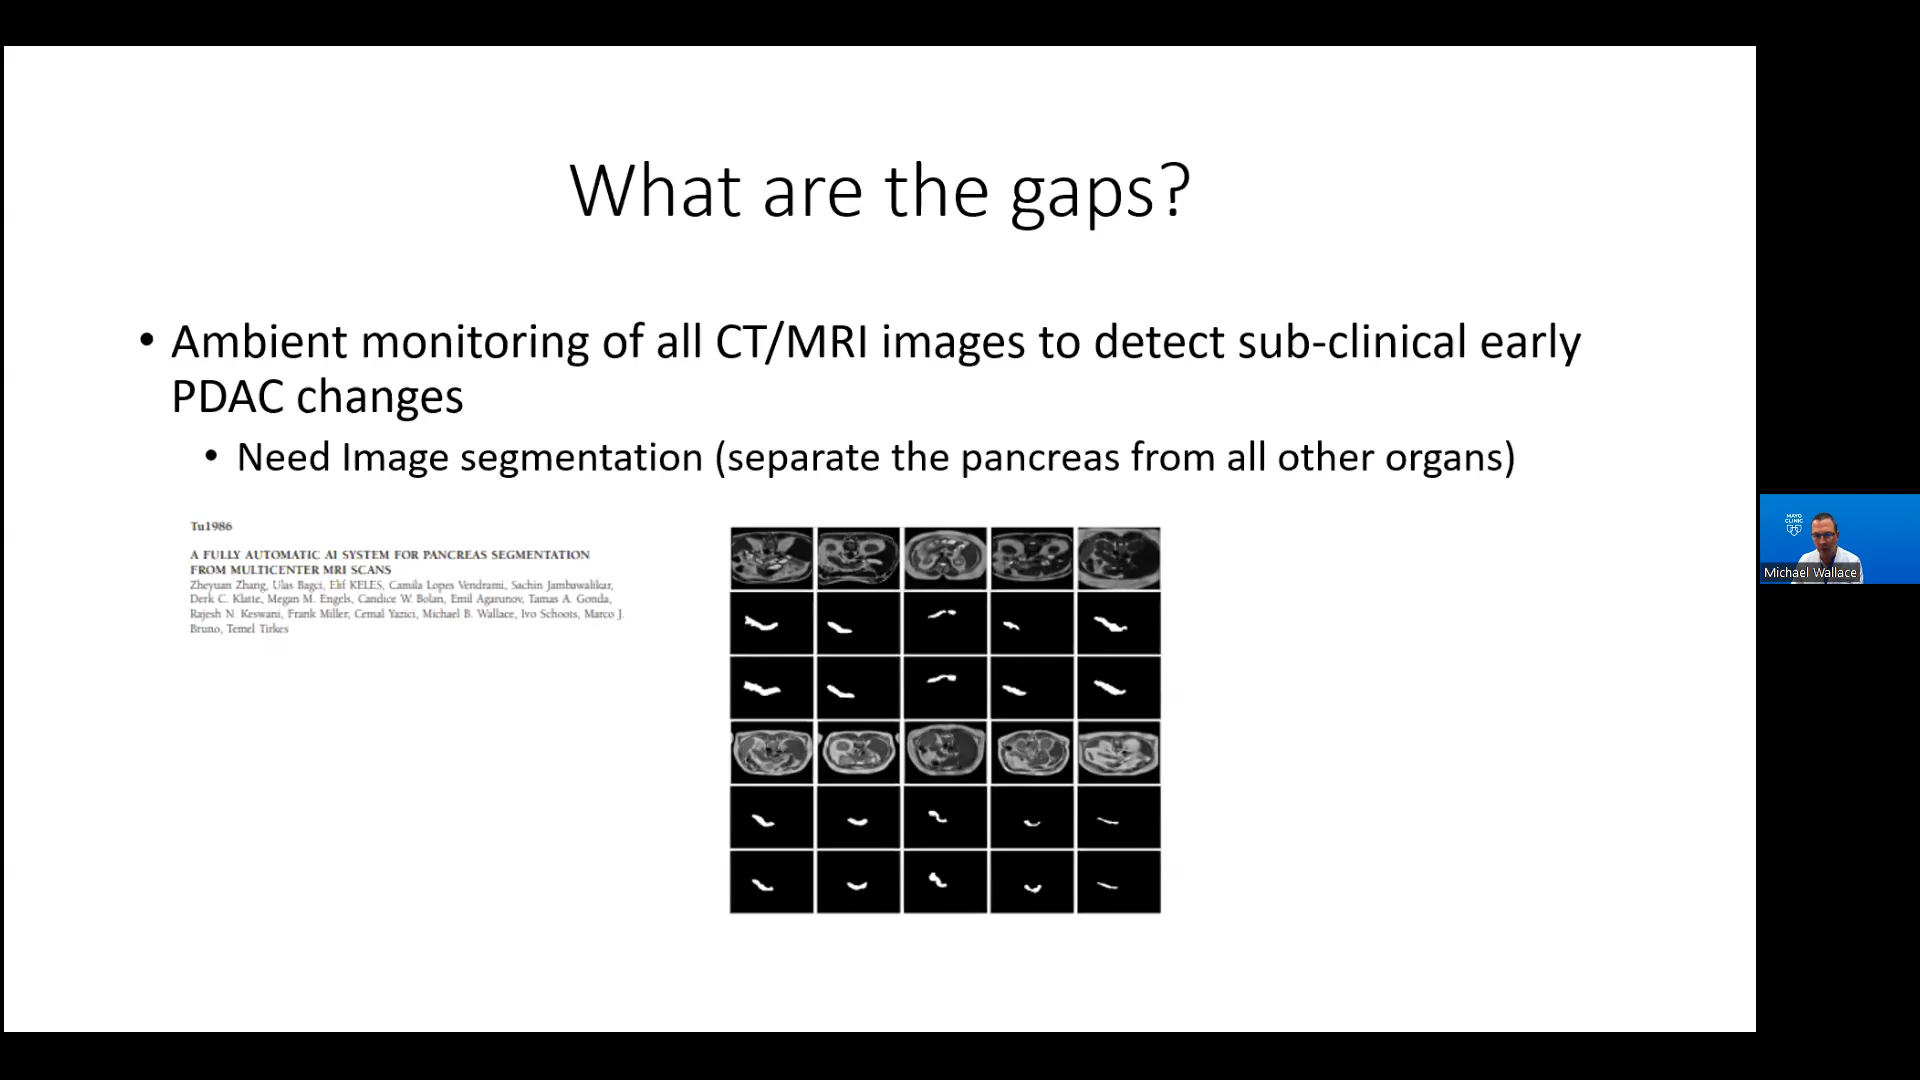 What are the gaps?
• Ambient monitoring of all CT/MRI images to detect sub-clinical early
PDAC changes
• Need Image segmentation (separate the pancreas from all other organs)
Tu1986
A FULLY AUTOMATIC AI SYSTEM FOR PANCREAS SEGMENTATION
FROM MULTICENTER MRI SCANS
Zheyuan Zhang, Ulas Bagci, Elif KELES, Camila Lopes Vendrami, Sachin Jambawalikar,
Derk C. Klatte, Megan M. Engels, Candice W. Bolan, Emil Agarunov, Tamas A. Gonda,
Rajesh N. Keswani, Frank Miller, Cemal Yazici, Michael B. Wallace, Ivo Schoots, Marco J.
Bruno, Temel Tirkes
MAYO
CLINIC
Michael Wallace